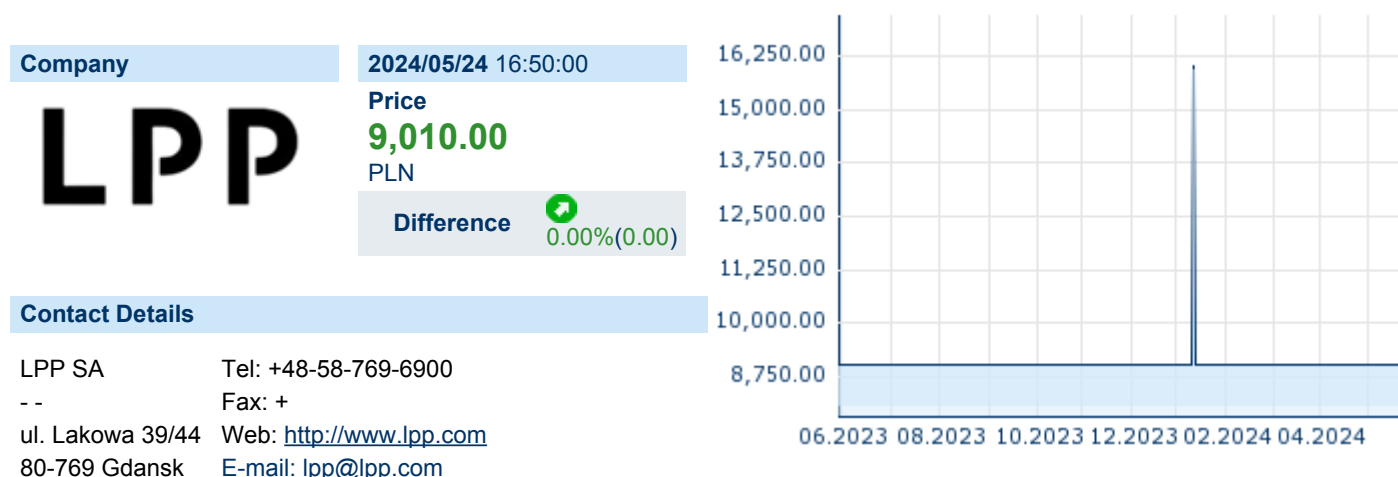 Company
LPP
2024/05/24 16:50:00
Price
9,010.00
PLN
Difference
0.00%(0.00)
Contact Details
LPP SA Tel: +48-58-769-6900
- - Fax: +
ul. Lakowa 39/44 Web: http://www.lpp.com
80-769 Gdansk E-mail: lpp@lpp.com
16,250.00
15,000.00
13,750.00
12,500.00
11,250.00
10,000.00
8,750.00
06.2023 08.2023 10.2023 12.2023 02.2024 04.2024